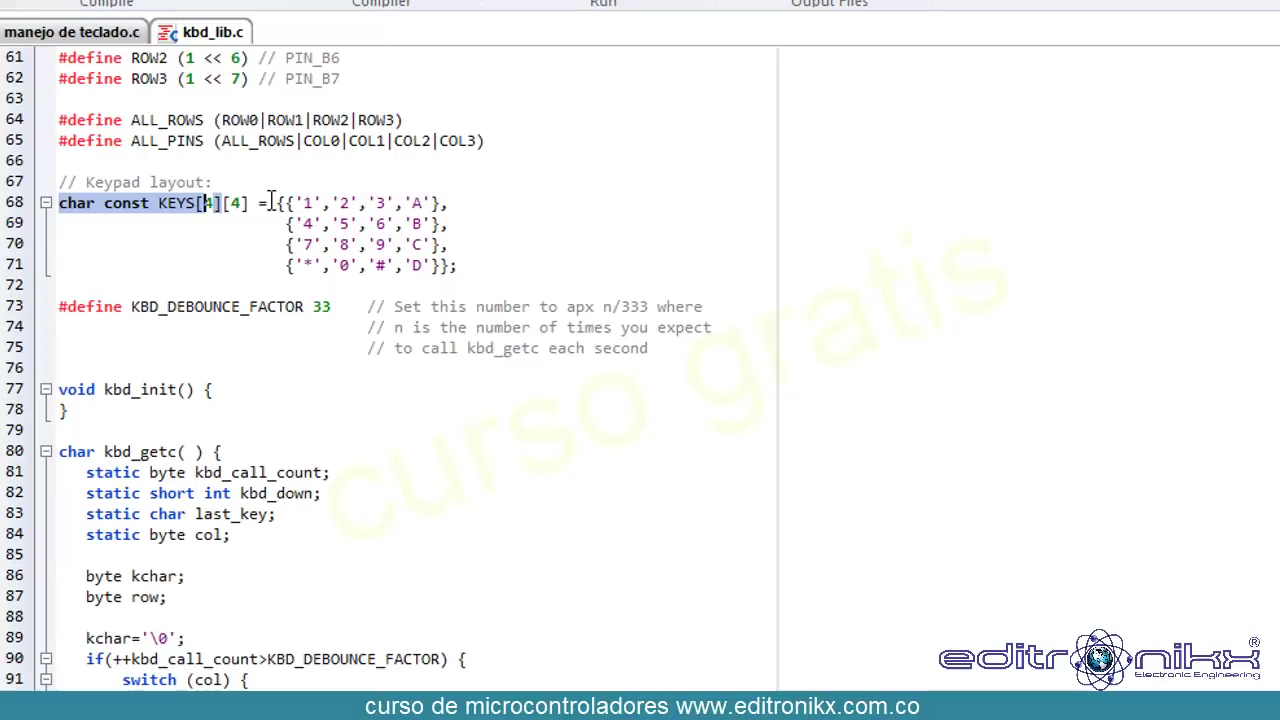 Compile Compiler Run Ouput Files
manejo de teclado.c kbd_lib.c
61 #define ROW2 (1 << 6) // PIN_B6
62 #define ROW3 (1 << 7) // PIN_B7
63
64 #define ALL_ROWS (ROW0|ROW1|ROW2|ROW3)
65 #define ALL_PINS (ALL_ROWS|COL0|COL1|COL2|COL3)
66
67 // Keypad layout:
68 char const KEYS[4][4] = {{'1','2','3','A'},
69 {'4','5','6','B'},
70 {'7','8','9','C'},
71 {'*','0','#','D'}};
72
73 #define KBD_DEBOUNCE_FACTOR 33 // Set this number to apx n/333 where
74 // n is the number of times you expect
75 // to call kbd_getc each second
76
77 void kbd_init() {
78 }
79
80 char kbd_getc( ) {
81 static byte kbd_call_count;
82 static short int kbd_down;
83 static char last_key;
84 static byte col;
85
86 byte kchar;
87 byte row;
88
89 kchar='\0';
90 if(++kbd_call_count>KBD_DEBOUNCE_FACTOR) {
91 switch (col) {
curso gratis
editronikx ®
Electronic Engineering
curso de microcontroladores www.editronikx.com.co